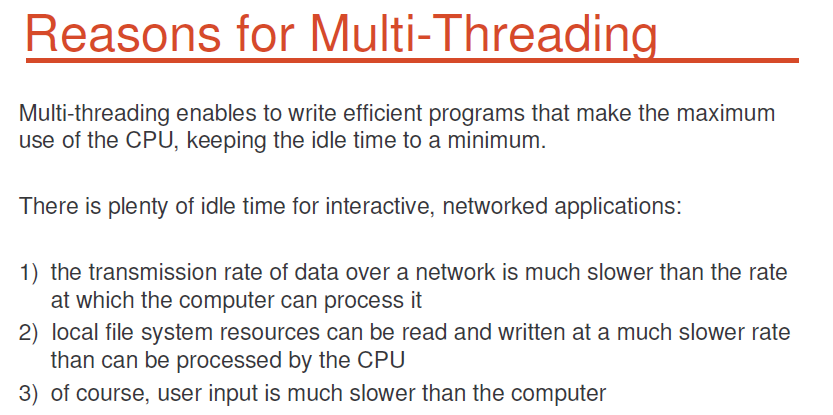 Reasons for Multi-Threading
Multi-threading enables to write efficient programs that make the maximum
use of the CPU, keeping the idle time to a minimum.
There is plenty of idle time for interactive, networked applications:
1) the transmission rate of data over a network is much slower than the rate
at which the computer can process it
2) local file system resources can be read and written at a much slower rate
than can be processed by the CPU
3) of course, user input is much slower than the computer